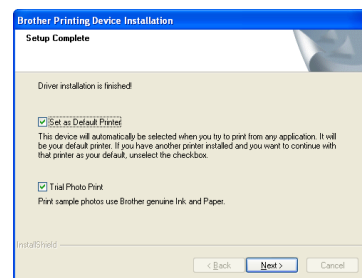 Brother Printing Device Installation
Setup Complete
Driver installation is finished!
Set as Default Printer
This device will automatically be selected when you try to print from any application. It will
be your default printer. If you have another printer installed and you want to continue with
that printer as your default, unselect the checkbox.
Trial Photo Print
Print sample photos use Brother genuine Ink and Paper.
InstallShield
< Back
Next >
Cancel